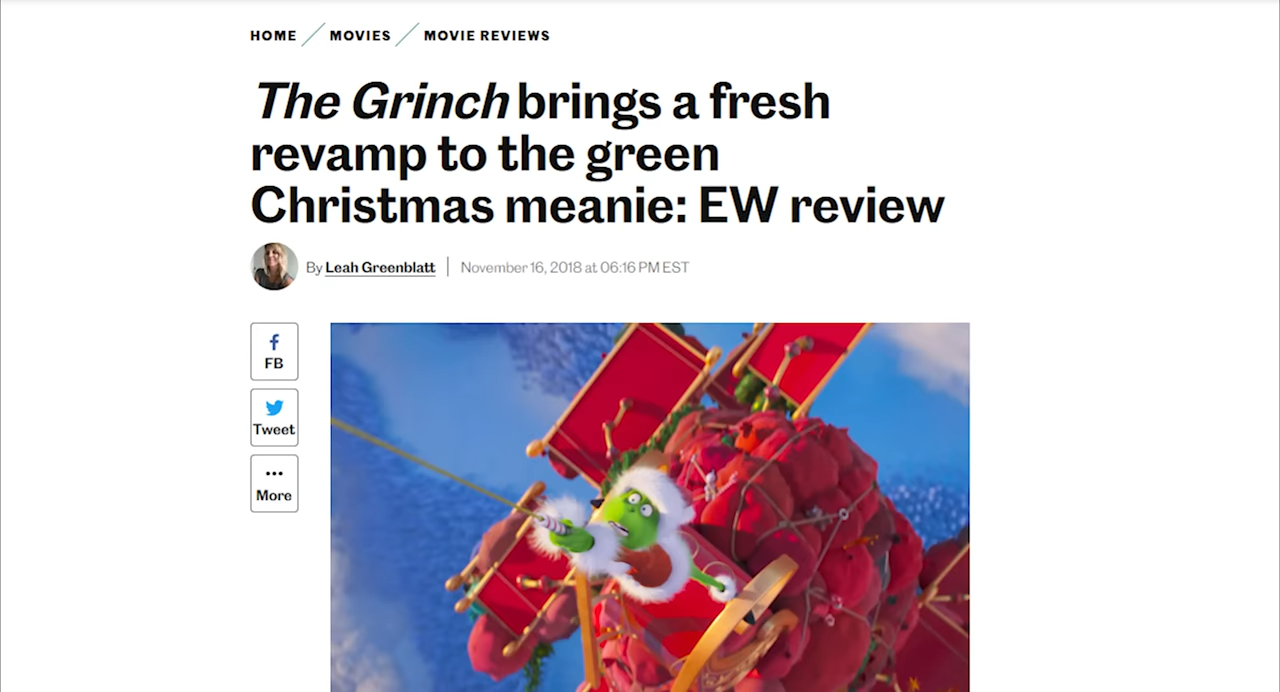 HOME / MOVIES / MOVIE REVIEWS
The Grinch brings a fresh
revamp to the green
Christmas meanie: EW review
By Leah Greenblatt | November 16, 2018 at 06:16 PM EST
FB
Tweet
More